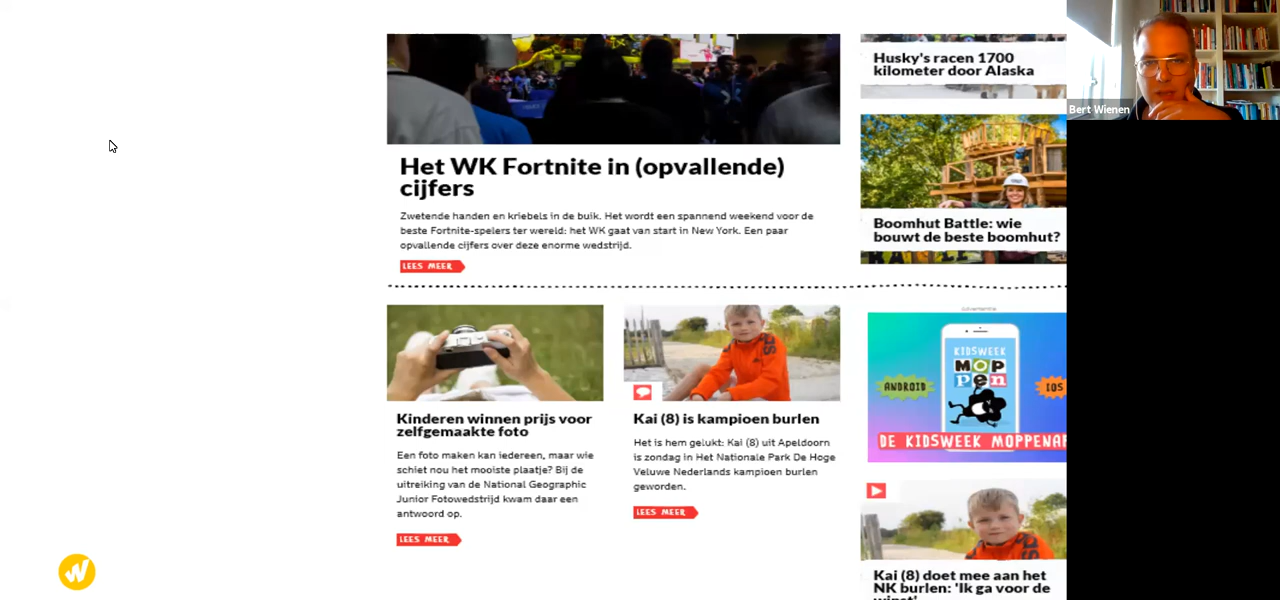 Husky's racen 1700
kilometer door Alaska
Bert Wienen
Het WK Fortnite in (opvallende)
cijfers
Zwetende handen en kriebels in de buik. Het wordt een spannend weekend voor de
beste Fortnite-spelers ter wereld: het WK gaat van start in New York. Een paar
opvallende cijfers over deze enorme wedstrijd.
LEES MEER
Boomhut Battle: wie
bouwt de beste boomhut?
Kinderen winnen prijs voor
zelfgemaakte foto
Een foto maken kan iedereen, maar wie
schiet nou het mooiste plaatje? Bij de
uitreiking van de National Geographic
Junior Fotowedstrijd kwam daar een
antwoord op.
LEES MEER
Kai (8) is kampioen burlen
Het is hem gelukt: Kai (8) uit Apeldoorn
is zondag in Het Nationale Park De Hoge
Veluwe Nederlands kampioen burlen
geworden.
LEES MEER
Advertentie
KIDSWEEK
MOP
PEN
ANDROID
IOS
DE KIDSWEEK MOPPENA
Kai (8) doet mee aan het
NK burlen: 'Ik ga voor de
winst'